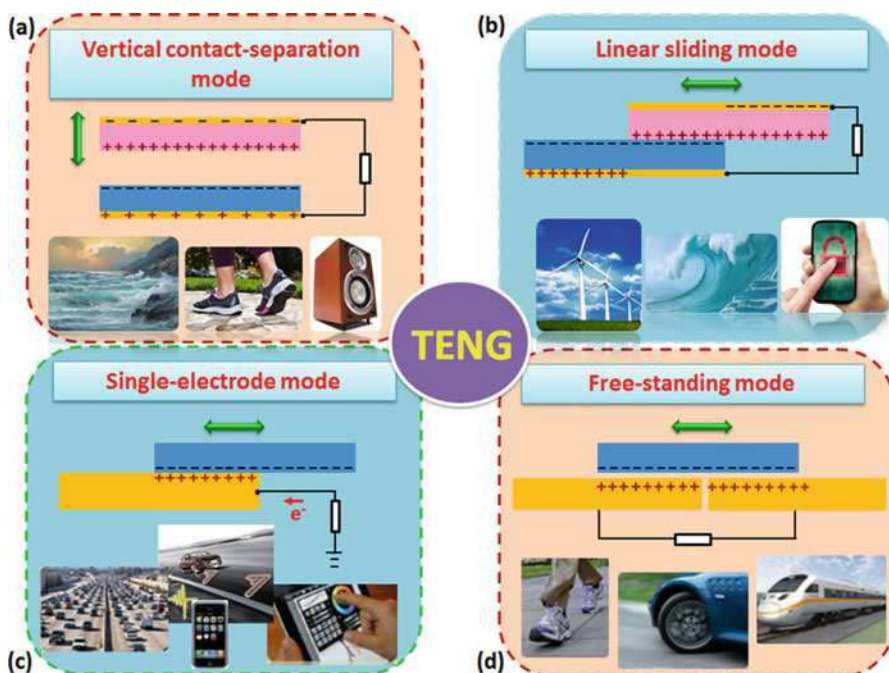 (a)
Vertical contact-separation
mode
(b)
Linear sliding mode
TENG
Single-electrode mode
e-
(c)
Free-standing mode
(d)